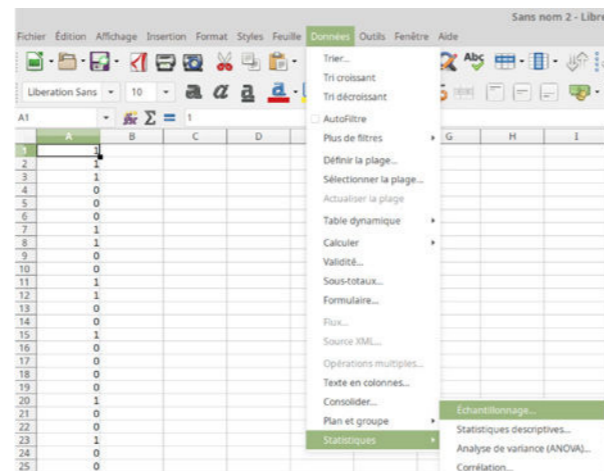 Sans nom 2 - Libre
Fichier Édition Affichage Insertion Format Styles Feuille Données Outils Fenêtre Aide
Liberation Sans 10 a a a a
A1 fx Σ = 1
A B C D G H I
1 1
2 1
3 1
4 0
5 0
6 0
7 1
8 1
9 0
10 0
11 1
12 1
13 0
14 0
15 1
16 0
17 0
18 0
19 0
20 1
21 0
22 0
23 1
24 0
25 0
Trier...
Tri croissant
Tri décroissant
AutoFiltre
Plus de filtres
Définir la plage...
Sélectionner la plage...
Actualiser la plage
Table dynamique
Calculer
Validité...
Sous-totaux...
Formulaire...
Flux...
Source XML...
Opérations multiples...
Texte en colonnes...
Consolider...
Plan et groupe
Statistiques
Échantillonnage...
Statistiques descriptives...
Analyse de variance (ANOVA)...
Corrélation...